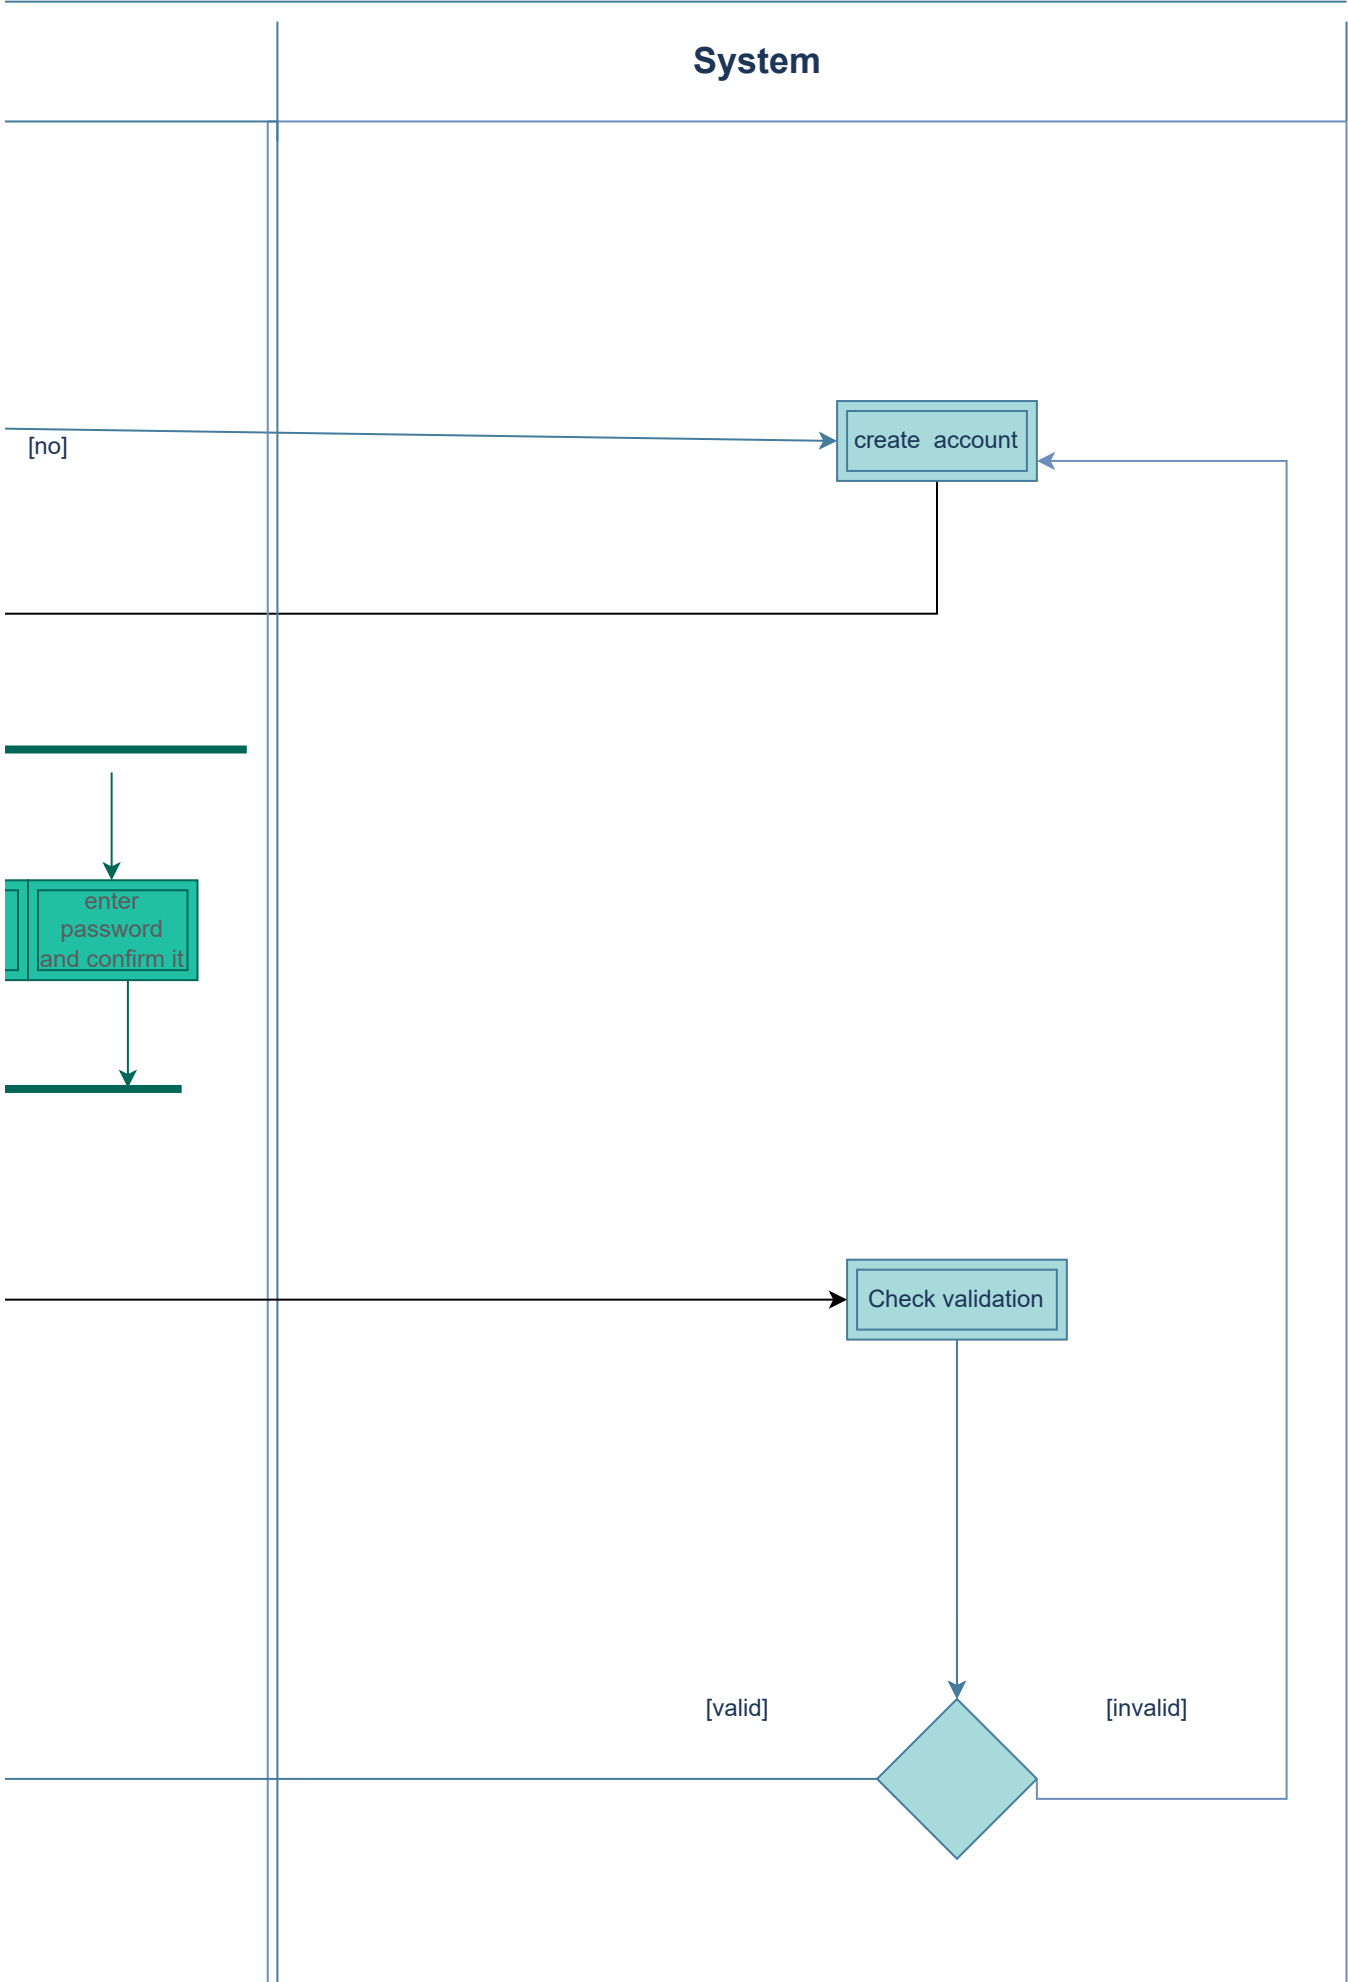 System
create  account
[no]
enter
password
and confirm it
Check validation
[valid]
[invalid]